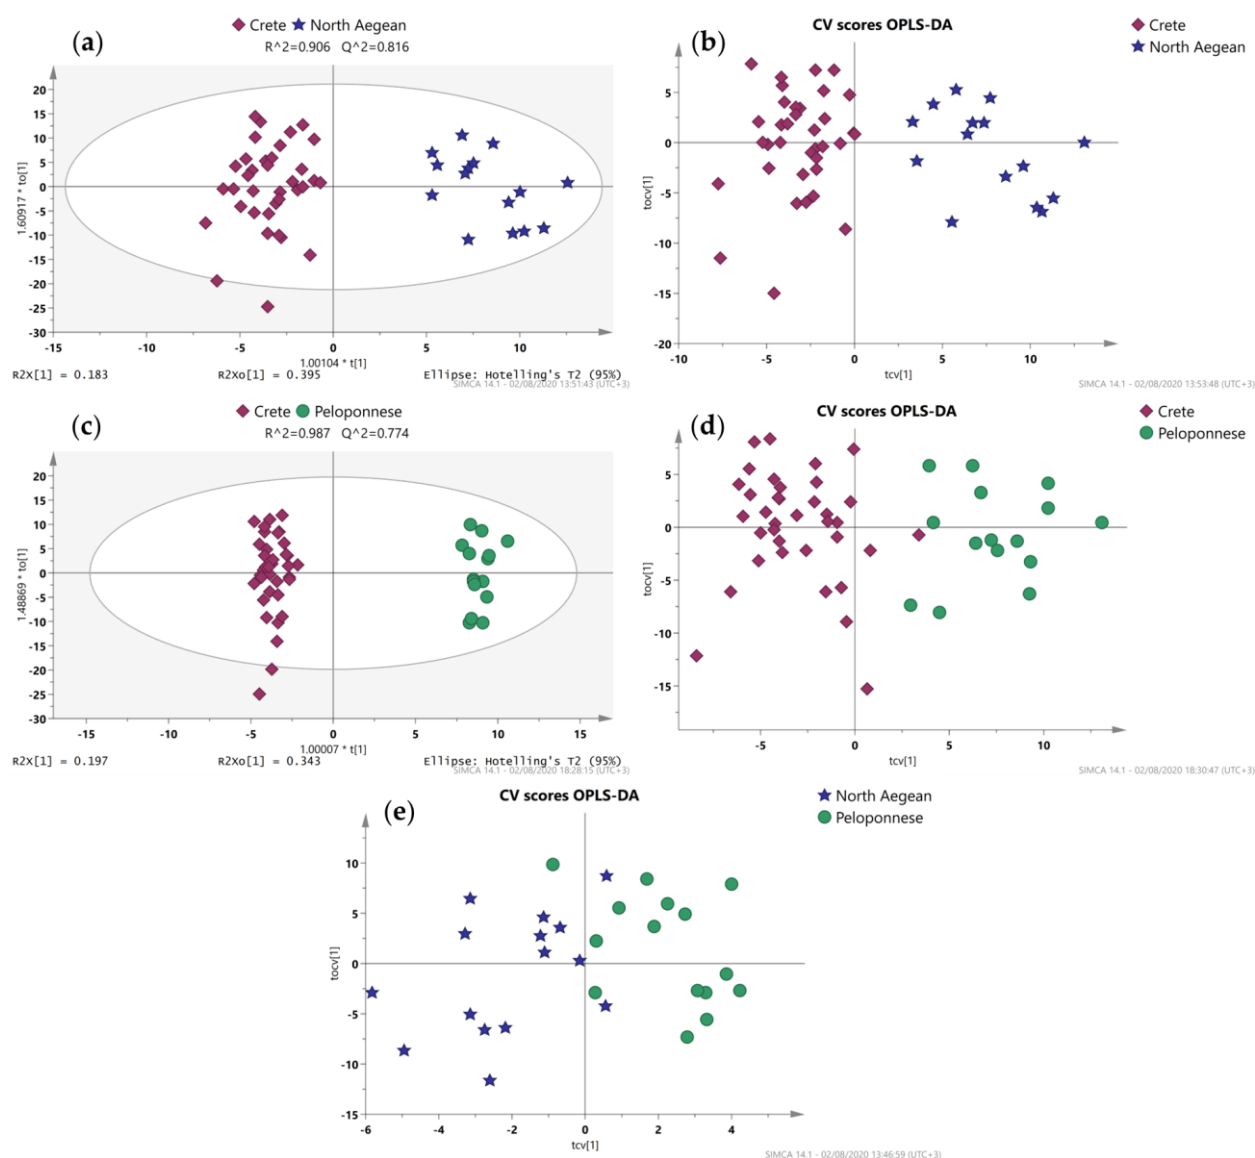 (a)
Crete North Aegean
R^2=0.906 Q^2=0.816
20
15
10
5
0
-5
-10
-15
-20
-25
-30
1.60917 * to[1]
-15 -10 -5 0 5 10
1.00104 * t[1]
R2X[1] = 0.183 R2Xo[1] = 0.395 Ellipse: Hotelling's T2 (95%)
SIMCA 14.1 - 02/08/2020 13:51:43 (UTC+3)
(b)
CV scores OPLS-DA
Crete
North Aegean
5
0
-5
-10
-15
-20
tocv[1]
-10 -5 0 5 10
tcv[1]
SIMCA 14.1 - 02/08/2020 13:53:48 (UTC+3)
(c)
Crete Peloponnese
R^2=0.987 Q^2=0.774
20
15
10
5
0
-5
-10
-15
-20
-25
-30
1.48869 * to[1]
-15 -10 -5 0 5 10 15
1.00007 * t[1]
R2X[1] = 0.197 R2Xo[1] = 0.343 Ellipse: Hotelling's T2 (95%)
SIMCA 14.1 - 02/08/2020 18:28:15 (UTC+3)
(d)
CV scores OPLS-DA
Crete
Peloponnese
5
0
-5
-10
-15
tocv[1]
-5 0 5 10
tcv[1]
SIMCA 14.1 - 02/08/2020 18:30:47 (UTC+3)
(e)
CV scores OPLS-DA
North Aegean
Peloponnese
10
5
0
-5
-10
-15
tocv[1]
-6 -4 -2 0 2 4
tcv[1]
SIMCA 14.1 - 02/08/2020 13:46:59 (UTC+3)